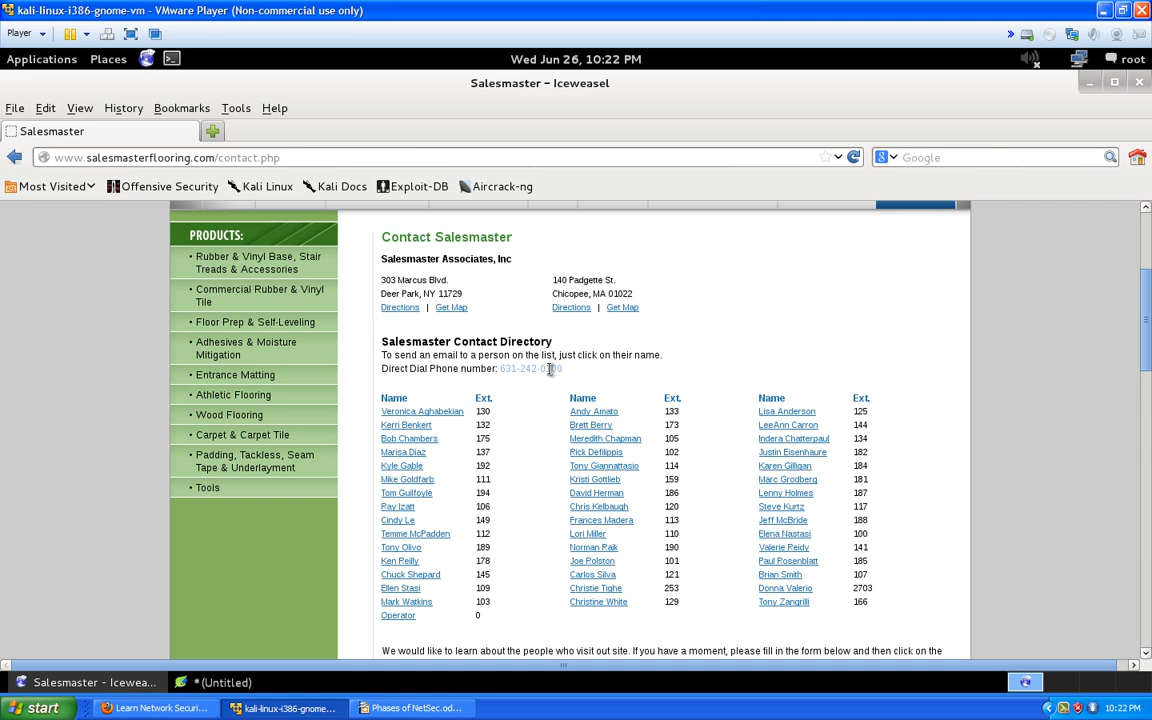 kali-linux-i386-gnome-vm - VMware Player (Non-commercial use only)
Player
Applications Places Wed Jun 26, 10:22 PM root
Salesmaster – Iceweasel
File Edit View History Bookmarks Tools Help
Salesmaster
www.salesmasterflooring.com/contact.php Google
Most Visited Offensive Security Kali Linux Kali Docs Exploit-DB Aircrack-ng
PRODUCTS:
• Rubber & Vinyl Base, Stair
Treads & Accessories
• Commercial Rubber & Vinyl
Tile
• Floor Prep & Self-Leveling
• Adhesives & Moisture
Mitigation
• Entrance Matting
• Athletic Flooring
• Wood Flooring
• Carpet & Carpet Tile
• Padding, Tackless, Seam
Tape & Underlayment
• Tools
Contact Salesmaster
Salesmaster Associates, Inc
303 Marcus Blvd. 140 Padgette St.
Deer Park, NY 11729 Chicopee, MA 01022
Directions | Get Map Directions | Get Map
Salesmaster Contact Directory
To send an email to a person on the list, just click on their name.
Direct Dial Phone number:
Name Ext. Name Ext. Name Ext.
Veronica Aghabekian 130 Andy Amato 133 Lisa Anderson 125
Kerri Benkert 132 Brett Berry 173 LeeAnn Carron 144
Bob Chambers 175 Meredith Chapman 105 Indera Chatterpaul 134
Marisa Diaz 137 Rick Defilippis 102 Justin Eisenhaure 182
Kyle Gable 192 Tony Giannattasio 114 Karen Gilligan 184
Mike Goldfarb 111 Kristi Gottlieb 159 Marc Grodberg 181
Tom Guilfoyle 194 David Herman 186 Lenny Holmes 187
Ray Izatt 106 Chris Kelbaugh 120 Steve Kurtz 117
Cindy Le 149 Frances Madera 113 Jeff McBride 188
Temme McPadden 112 Lori Miller 110 Elena Nastasi 100
Tony Olivo 189 Norman Raik 190 Valerie Reidy 141
Ken Reilly 178 Joe Rolston 101 Paul Rosenblatt 185
Chuck Shepard 145 Carlos Silva 121 Brian Smith 107
Ellen Stasi 109 Christie Tighe 253 Donna Valerio 2703
Mark Watkins 103 Christine White 129 Tony Zangrilli 166
Operator 0
We would like to learn about the people who visit out site. If you have a moment, please fill in the form below and then click on the
Salesmaster - Icewea... *(Untitled)
start Learn Network Securi... kali-linux-i386-gnome... Phases of NetSec.od... 10:22 PM